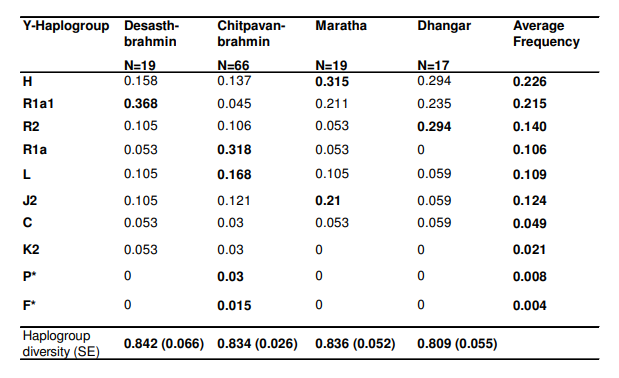 Y-Haplogroup Desasth- Chitpavan- Maratha Dhangar Average
brahmin brahmin Frequency
N=19 N=66 N=19 N=17
H 0.158 0.137 0.315 0.294 0.226
R1a1 0.368 0.045 0.211 0.235 0.215
R2 0.105 0.106 0.053 0.294 0.140
R1a 0.053 0.318 0.053 0 0.106
L 0.105 0.168 0.105 0.059 0.109
J2 0.105 0.121 0.21 0.059 0.124
C 0.053 0.03 0.053 0.059 0.049
K2 0.053 0.03 0 0 0.021
P* 0 0.03 0 0 0.008
F* 0 0.015 0 0 0.004
Haplogroup
diversity (SE) 0.842 (0.066) 0.834 (0.026) 0.836 (0.052) 0.809 (0.055)